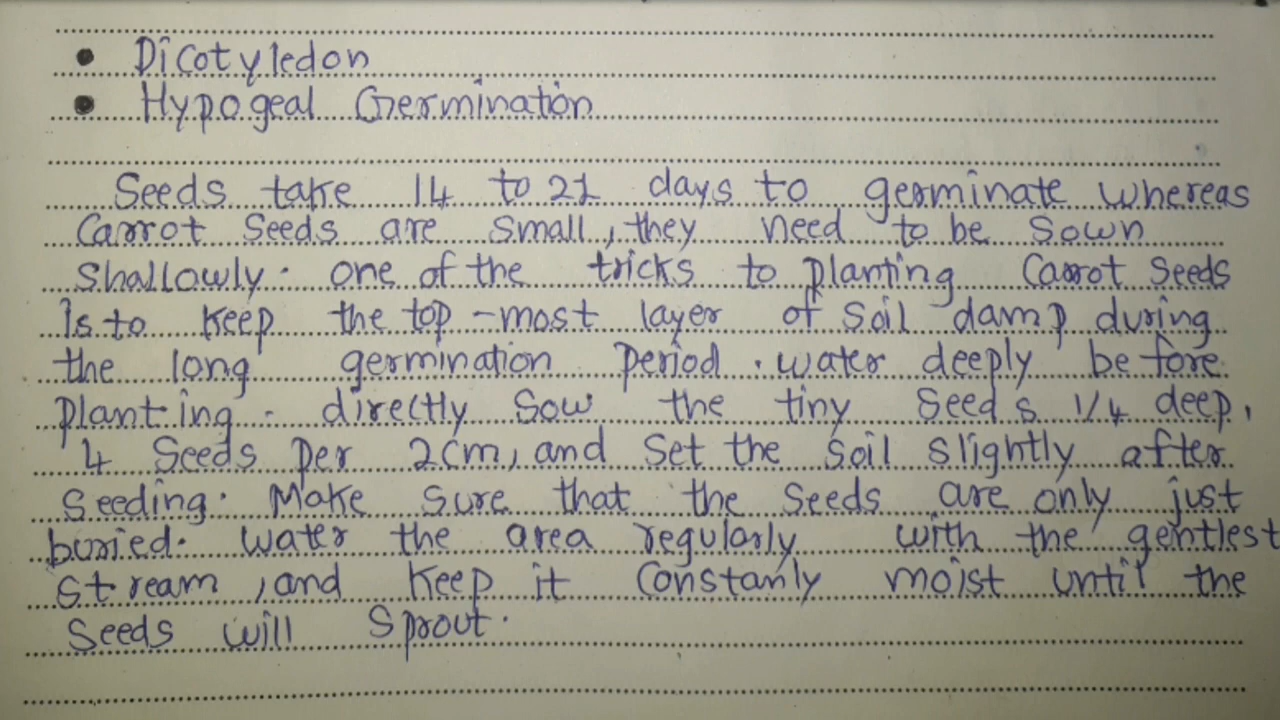 • Dicotyledon
• Hypogeal Germination
Seeds take 14 to 21 days to germinate whereas
Carrot Seeds are Small, they need to be Sown
Shallowly. one of the tricks to planting Carrot Seeds
Is to Keep the top-most layer of Soil damp during
the long germination Period. water deeply before
planting. directly Sow the tiny Seeds 1/4 deep,
4 Seeds Per 2cm, and Set the Soil Slightly after
Seeding. Make Sure that the Seeds are only just
buried. water the area regularly with the gentlest
stream, and Keep it Constanly moist until the
Seeds will Sprout.